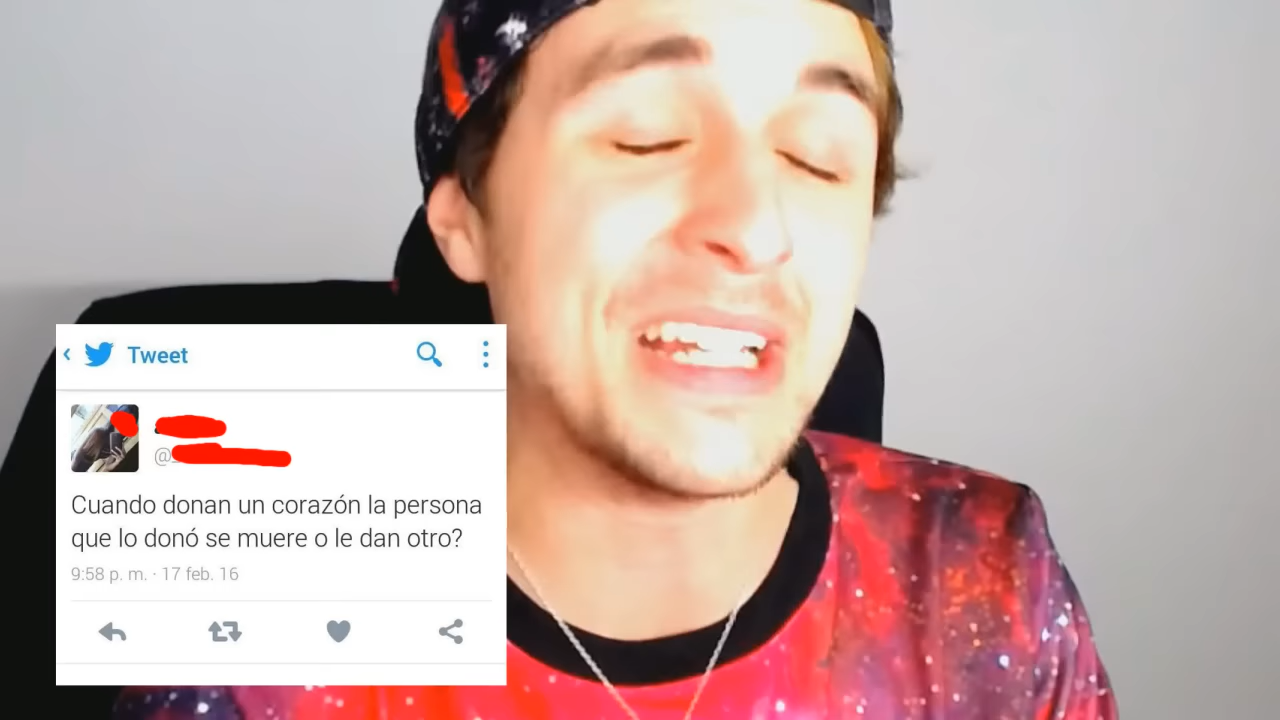 Tweet
@
Cuando donan un corazón la persona
que lo donó se muere o le dan otro?
9:58 p. m. · 17 feb. 16